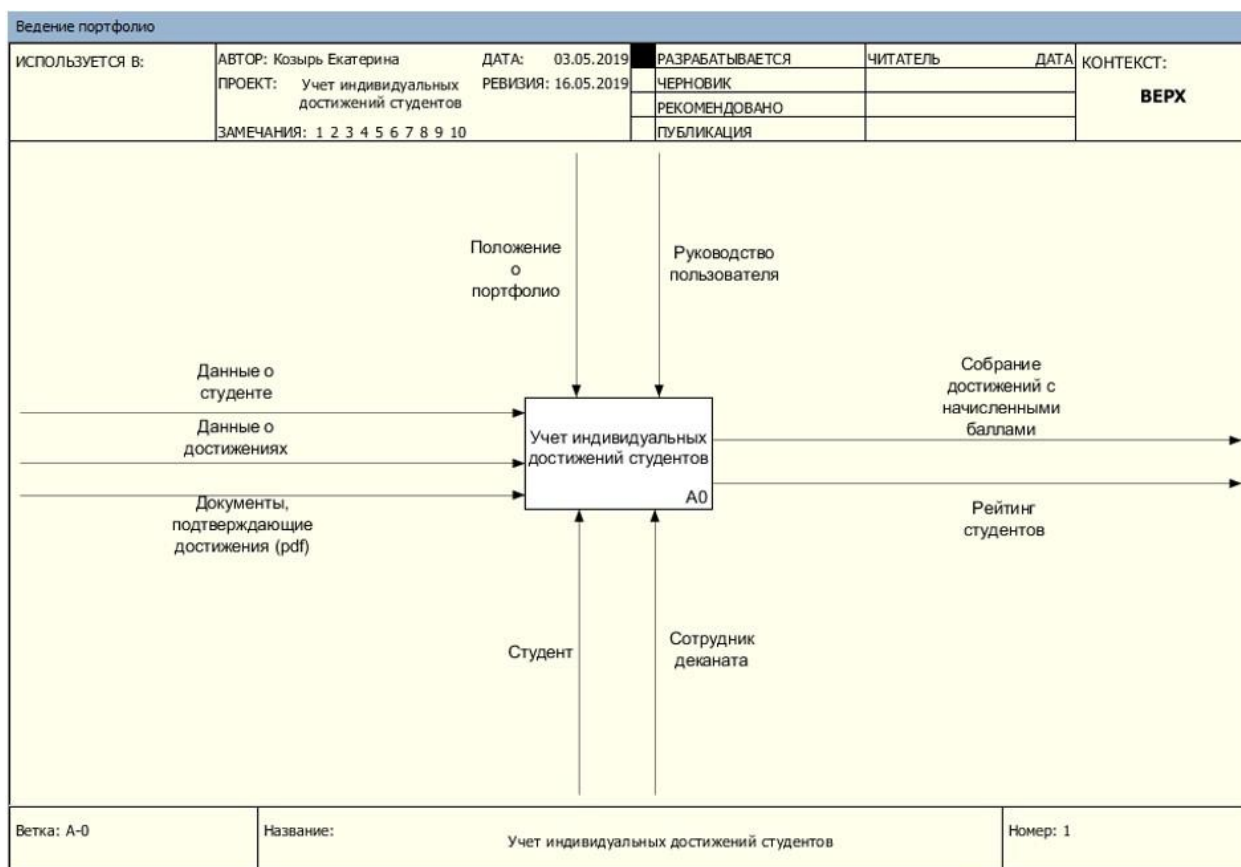 Ведение портфолио
ИСПОЛЬЗУЕТСЯ В:
АВТОР: Козырь Екатерина
ДАТА: 03.05.2019
ПРОЕКТ: Учет индивидуальных
достижений студентов
РЕВИЗИЯ: 16.05.2019
ЗАМЕЧАНИЯ: 1 2 3 4 5 6 7 8 9 10
РАЗРАБАТЫВАЕТСЯ
ЧЕРНОВИК
РЕКОМЕНДОВАНО
ПУБЛИКАЦИЯ
ЧИТАТЕЛЬ
ДАТА
КОНТЕКСТ:
ВЕРХ
Положение
о
портфолио
Руководство
пользователя
Данные о
студенте
Данные о
достижениях
Документы,
подтверждающие
достижения (pdf)
Учет индивидуальных
достижений студентов
A0
Собрание
достижений с
начисленными
баллами
Рейтинг
студентов
Студент
Сотрудник
деканата
Ветка: A-0
Название:
Учет индивидуальных достижений студентов
Номер: 1